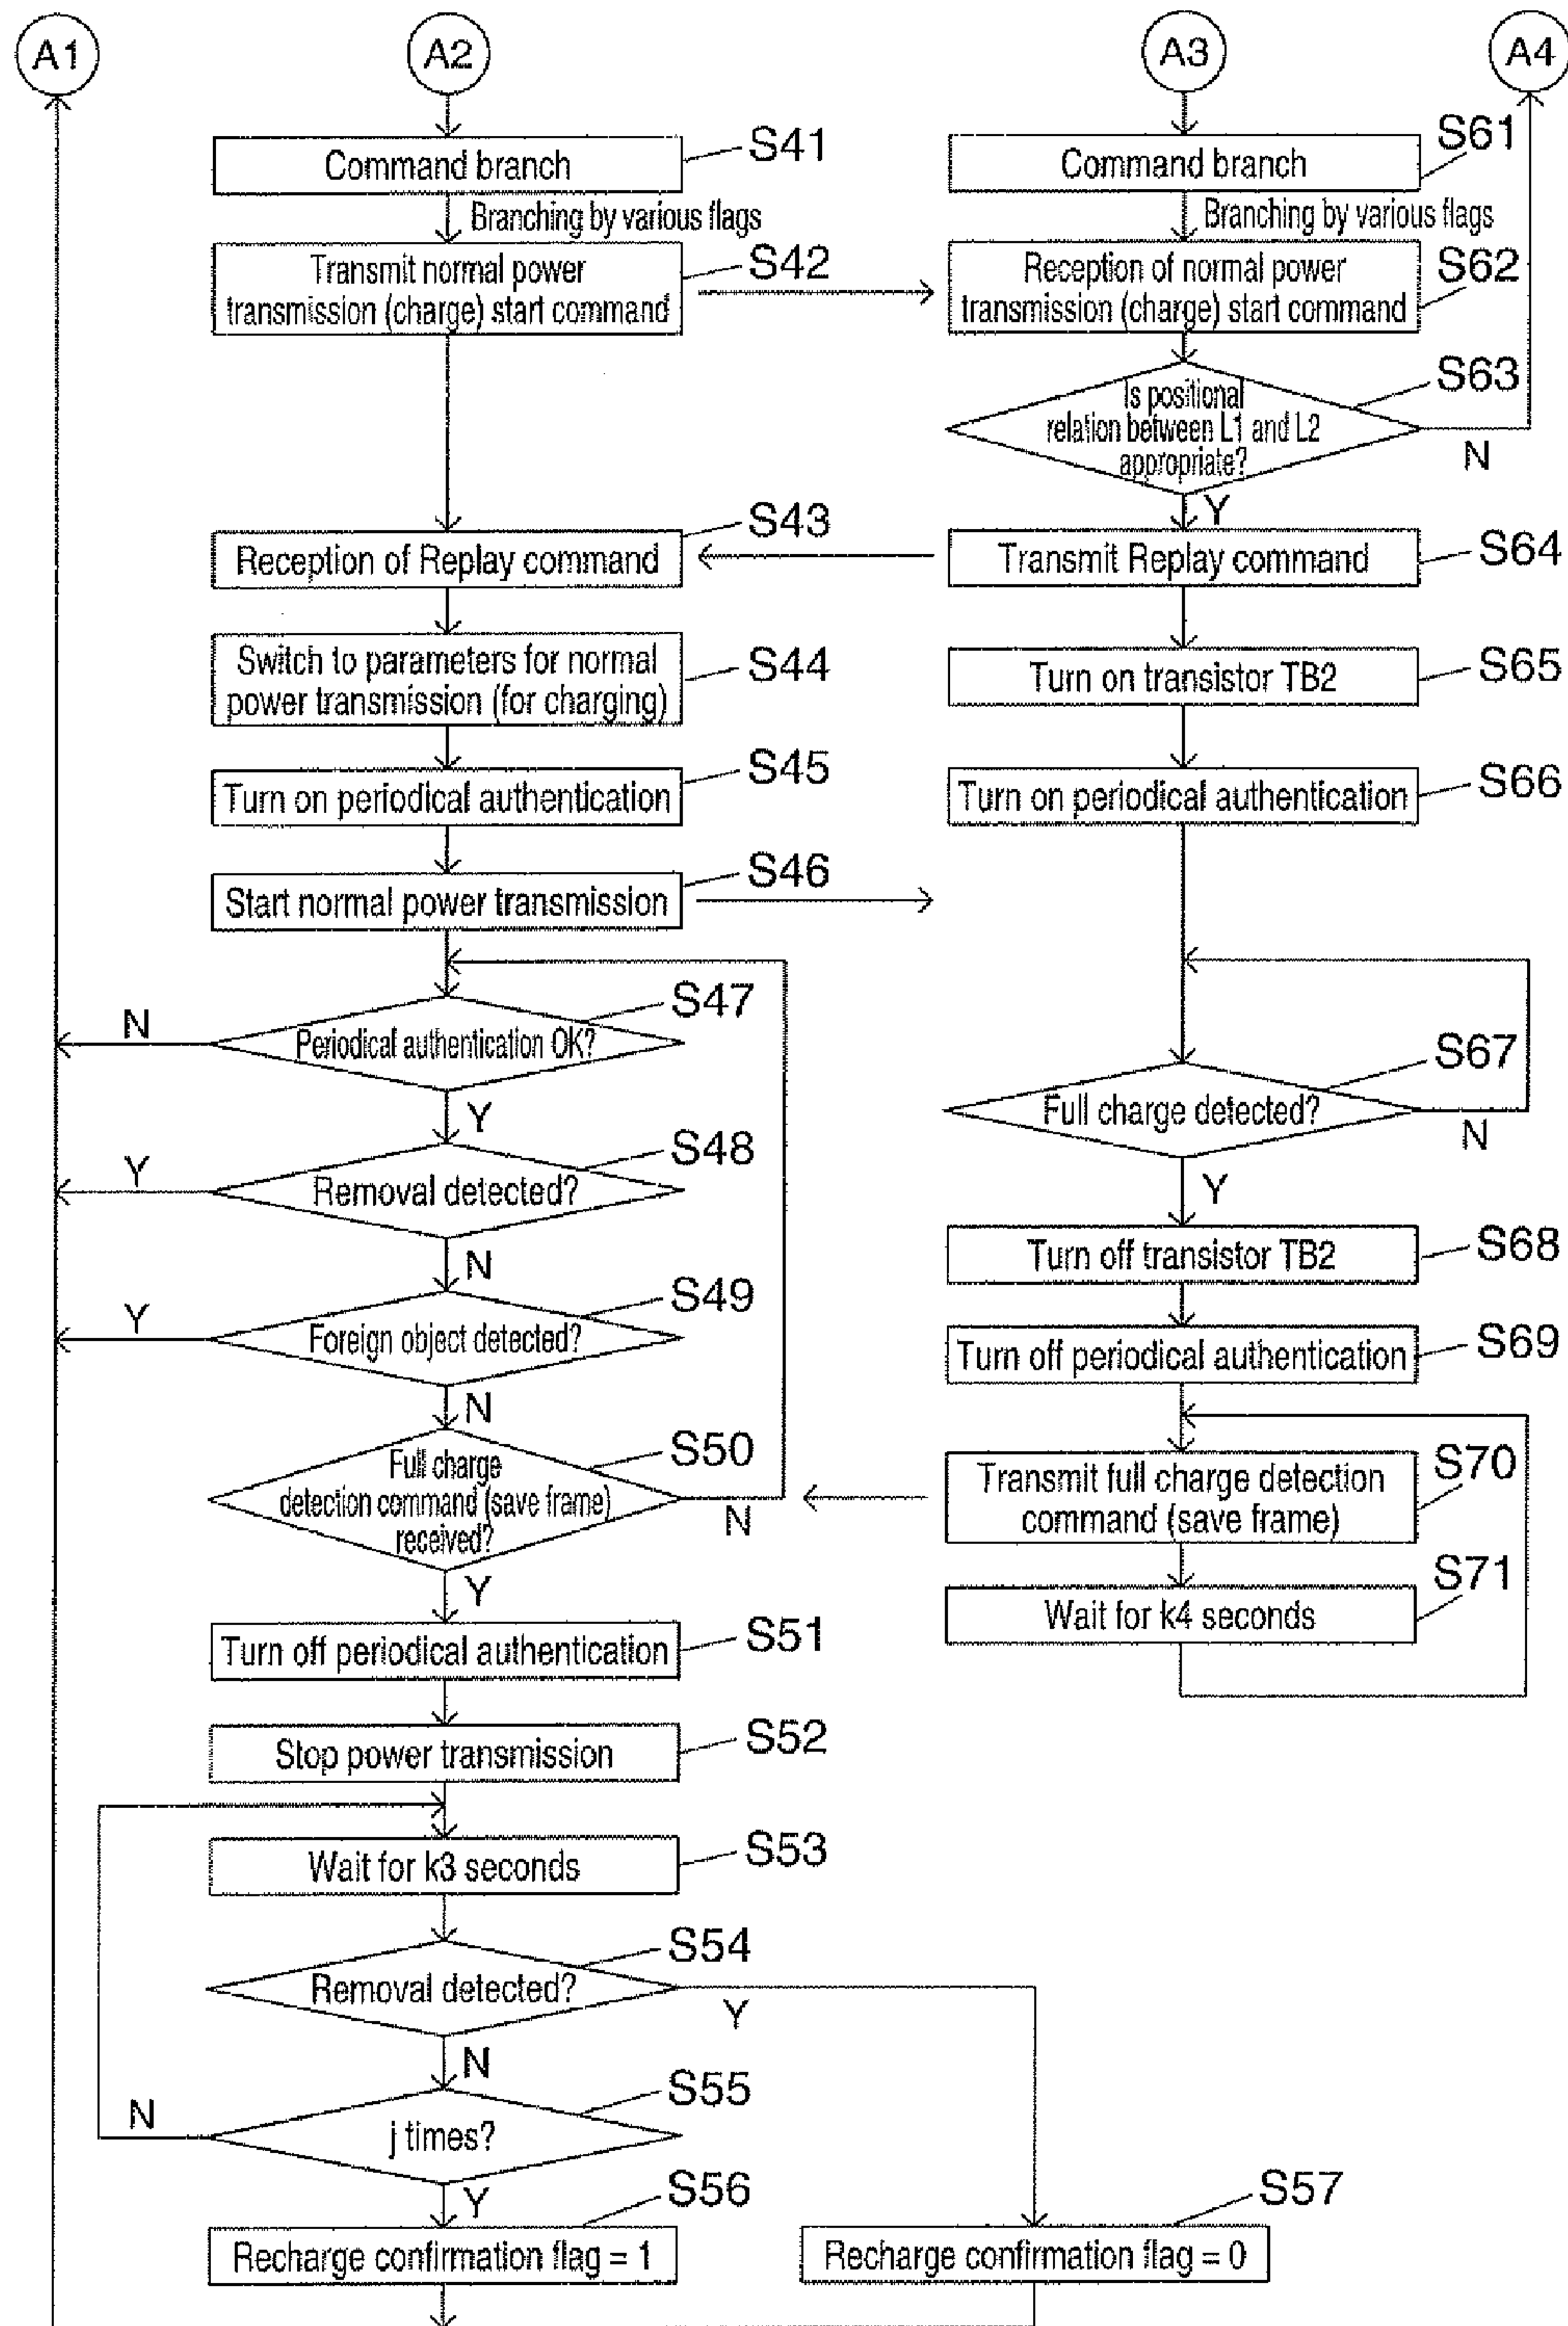 A1
A2
A3
A4
Command branch
S41
Branching by various flags
Transmit normal power
transmission (charge) start command
S42
Reception of Replay command
S43
Switch to parameters for normal
power transmission (for charging)
S44
Turn on periodical authentication
S45
Start normal power transmission
S46
Periodical authentication OK?
S47
N
Y
Removal detected?
S48
Y
N
Foreign object detected?
S49
Y
N
Full charge
detection command (save frame)
received?
S50
N
Y
Turn off periodical authentication
S51
Stop power transmission
S52
Wait for k3 seconds
S53
Removal detected?
S54
Y
N
j times?
S55
N
Y
Recharge confirmation flag = 1
S56
Recharge confirmation flag = 0
S57
Command branch
S61
Branching by various flags
Reception of normal power
transmission (charge) start command
S62
Is positional
relation between L1 and L2
appropriate?
S63
N
Y
Transmit Replay command
S64
Turn on transistor TB2
S65
Turn on periodical authentication
S66
Full charge detected?
S67
N
Y
Turn off transistor TB2
S68
Turn off periodical authentication
S69
Transmit full charge detection
command (save frame)
S70
Wait for k4 seconds
S71